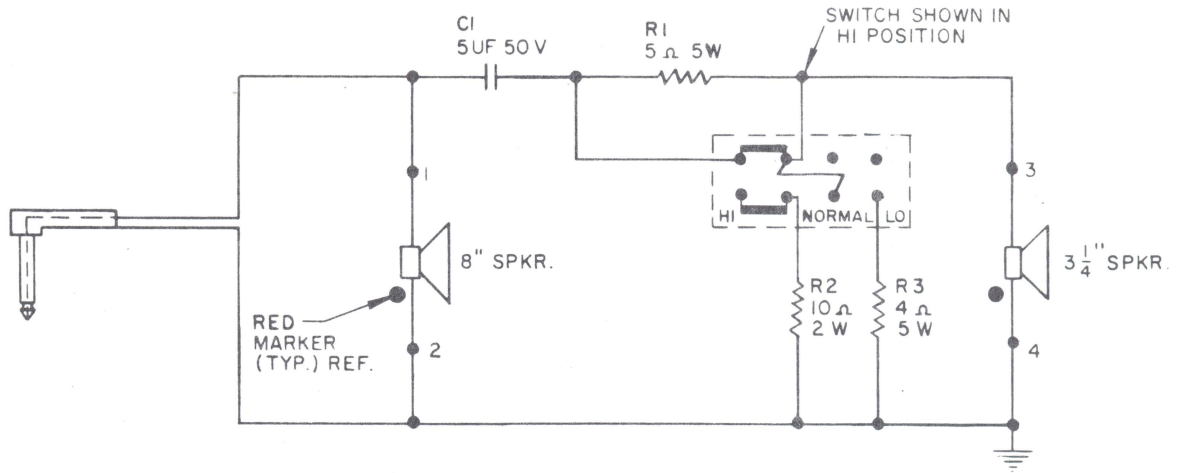 C1
5UF 50V
R1
5 Ω 5W
SWITCH SHOWN IN
HI POSITION
1
3
HI
NORMAL
LO
8" SPKR.
3 1/4" SPKR.
RED
MARKER
(TYP.) REF.
2
R2
10 Ω
2 W
R3
4 Ω
5 W
4